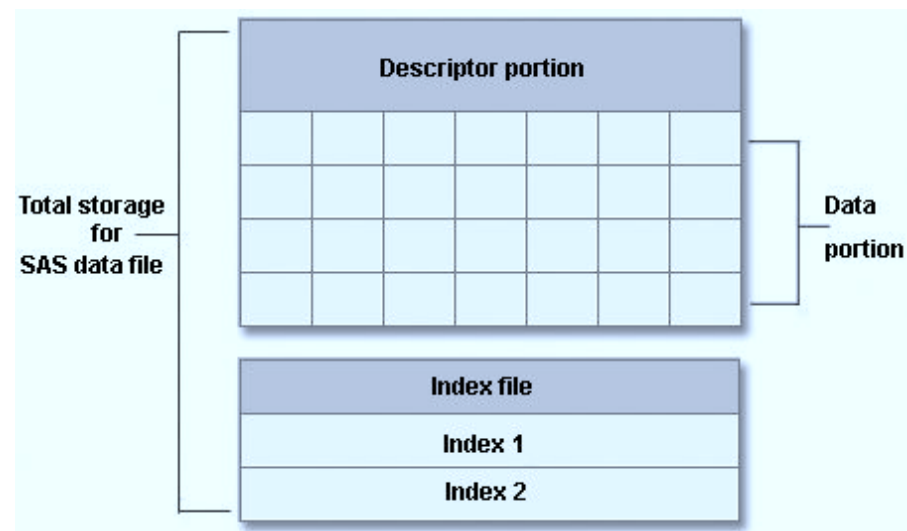 Descriptor portion
Total storage
for
SAS data file
Data
portion
Index file
Index 1
Index 2